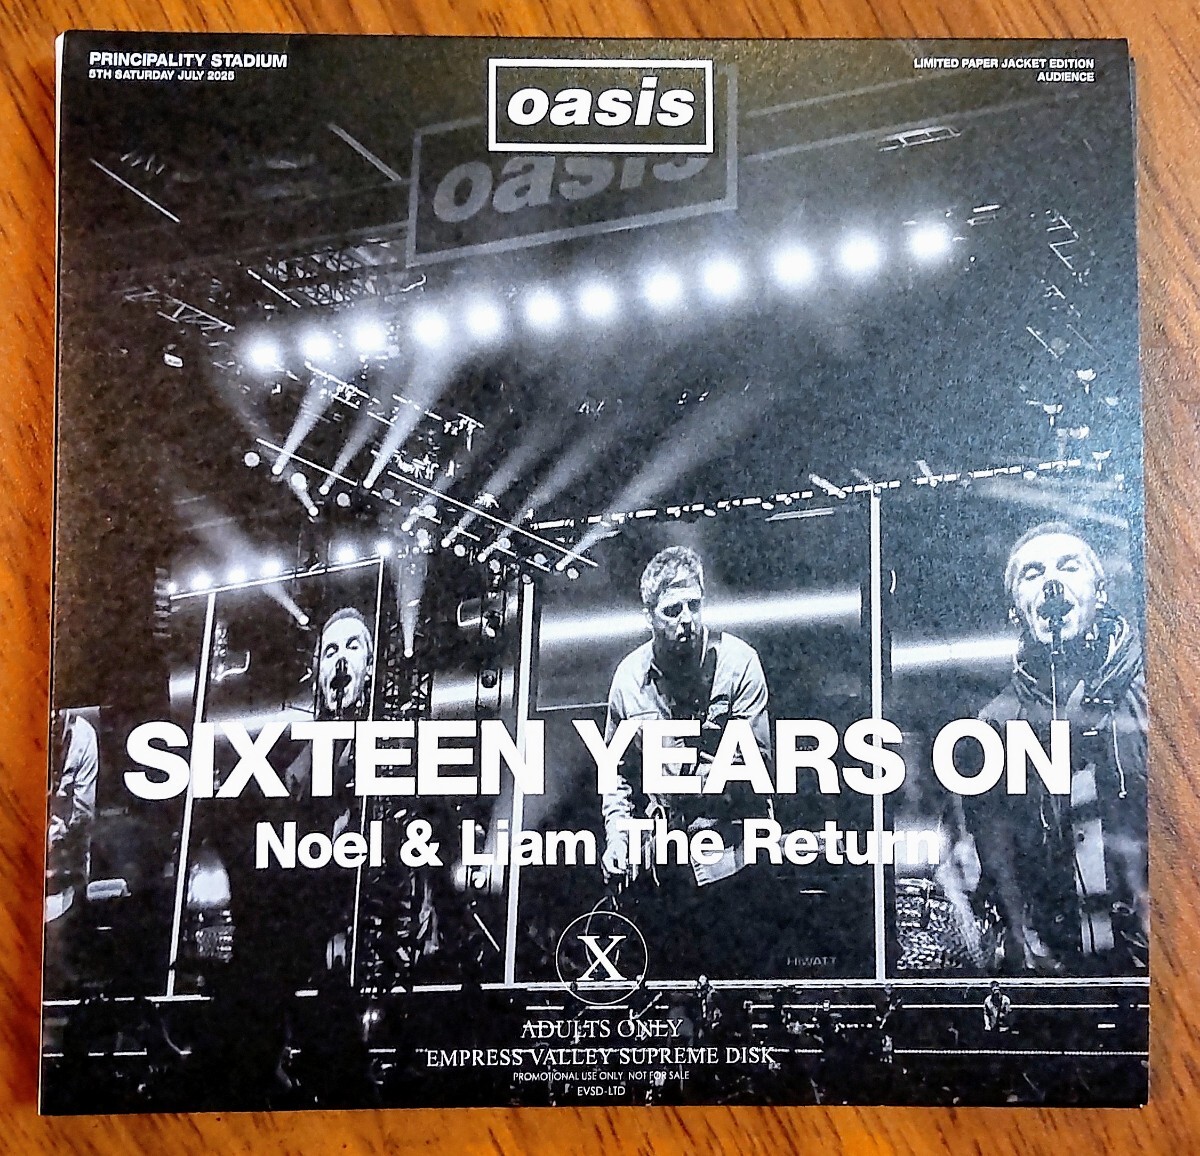 PRINCIPALITY STADIUM
5TH SATURDAY JULY 2025
LIMITED PAPER JACKET EDITION
AUDIENCE
oasis
oasis
SIXTEEN YEARS ON
Noel & Liam The Return
HIWATT
X
ADULTS ONLY
EMPRESS VALLEY SUPREME DISK
PROMOTIONAL USE ONLY NOT FOR SALE
EVSD-LTD